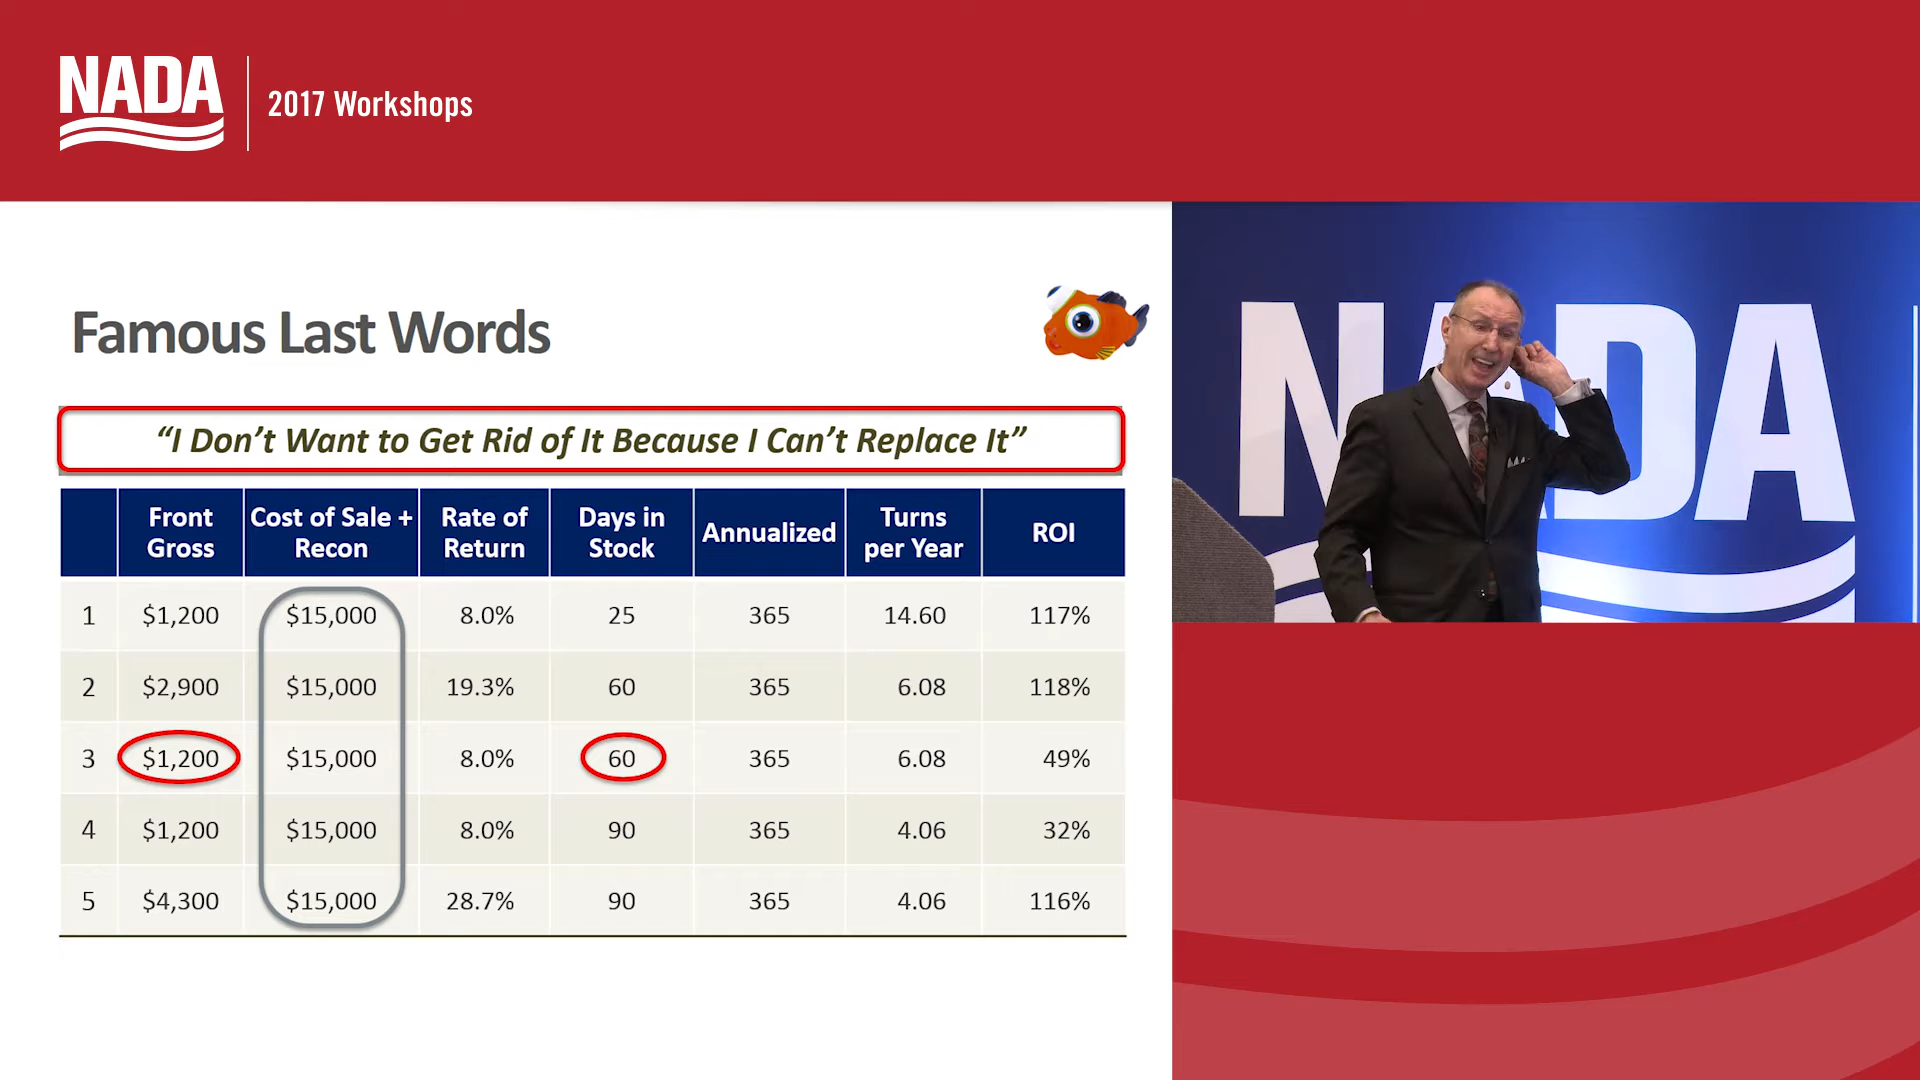 NADA
2017 Workshops
Famous Last Words
“I Don’t Want to Get Rid of It Because I Can’t Replace It”
Front Gross Cost of Sale + Recon Rate of Return Days in Stock Annualized Turns per Year ROI
1 $1,200 $15,000 8.0% 25 365 14.60 117%
2 $2,900 $15,000 19.3% 60 365 6.08 118%
3 $1,200 $15,000 8.0% 60 365 6.08 49%
4 $1,200 $15,000 8.0% 90 365 4.06 32%
5 $4,300 $15,000 28.7% 90 365 4.06 116%
NADA